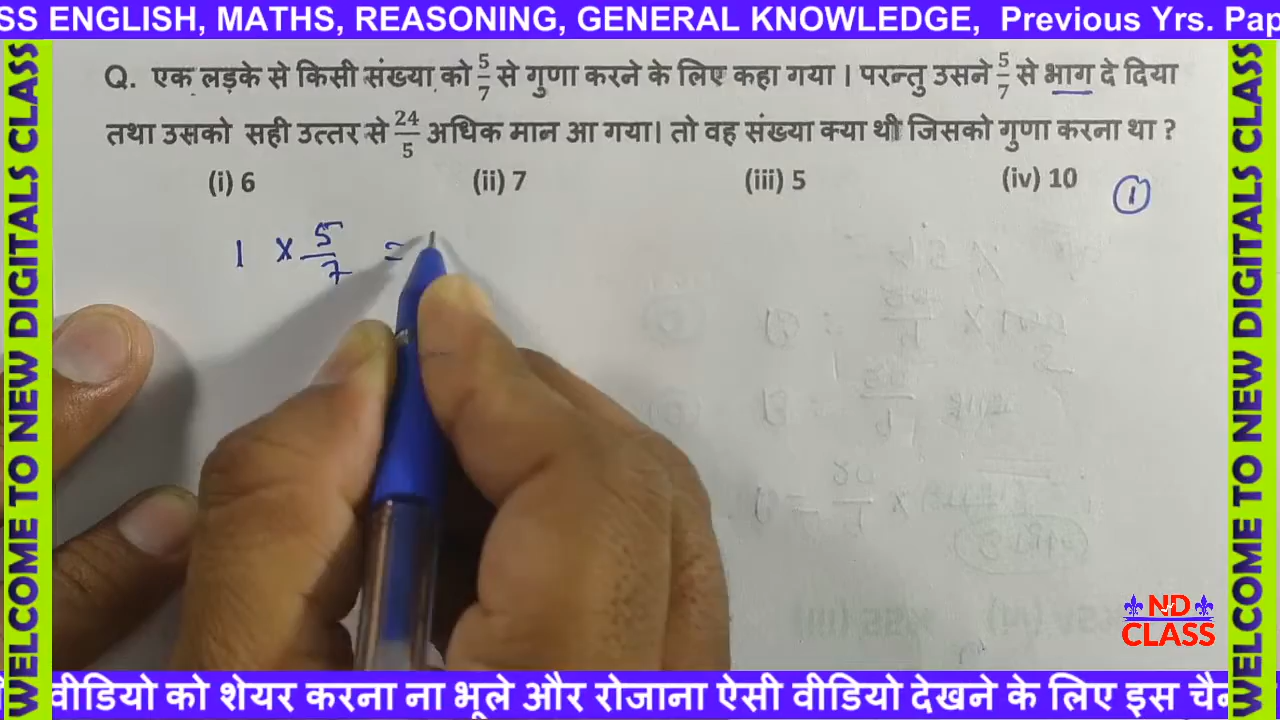 SS ENGLISH, MATHS, REASONING, GENERAL KNOWLEDGE, Previous Yrs. Pap
WELCOME TO NEW DIGITALS CLASS
Q. एक लड़के से किसी संख्या को 5/7 से गुणा करने के लिए कहा गया । परन्तु उसने 5/7 से भाग दे दिया
तथा उसको सही उत्तर से 24/5 अधिक मान आ गया। तो वह संख्या क्या थी जिसको गुणा करना था ?
(i) 6 (ii) 7 (iii) 5 (iv) 10 1
1 × 5/7 =
ND
CLASS
WELCOME TO NEW DIGITALS CLASS
वीडियो को शेयर करना ना भूले और रोजाना ऐसी वीडियो देखने के लिए इस